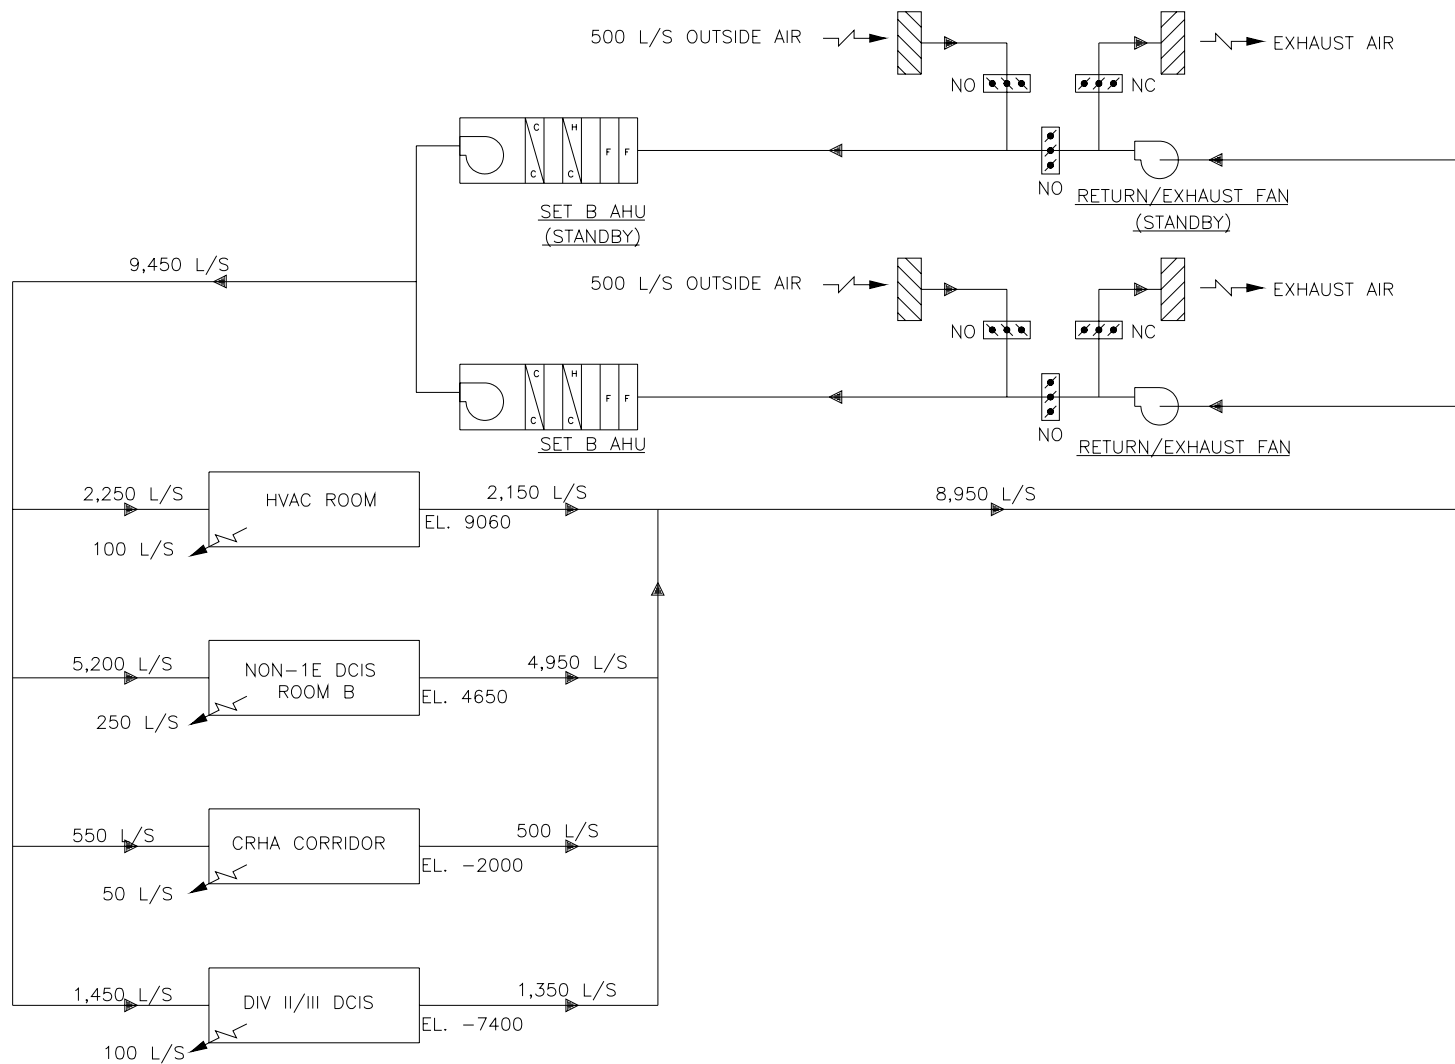 500 L/S OUTSIDE AIR
EXHAUST AIR
NO
NC
C
H
F F
C
C
NO
SET B AHU
(STANDBY)
RETURN/EXHAUST FAN
(STANDBY)
9,450 L/S
500 L/S OUTSIDE AIR
EXHAUST AIR
NO
NC
C
H
F F
C
C
NO
SET B AHU
RETURN/EXHAUST FAN
2,250 L/S
HVAC ROOM
2,150 L/S
8,950 L/S
EL. 9060
100 L/S
5,200 L/S
NON-1E DCIS
ROOM B
4,950 L/S
EL. 4650
250 L/S
550 L/S
CRHA CORRIDOR
500 L/S
EL. -2000
50 L/S
1,450 L/S
DIV II/III DCIS
1,350 L/S
EL. -7400
100 L/S